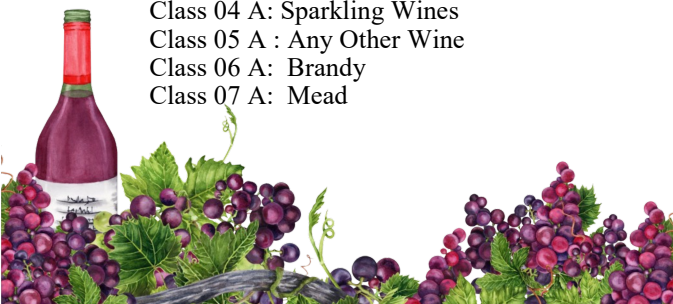 Class 04 A: Sparkling Wines
Class 05 A : Any Other Wine
Class 06 A:  Brandy
Class 07 A:  Mead